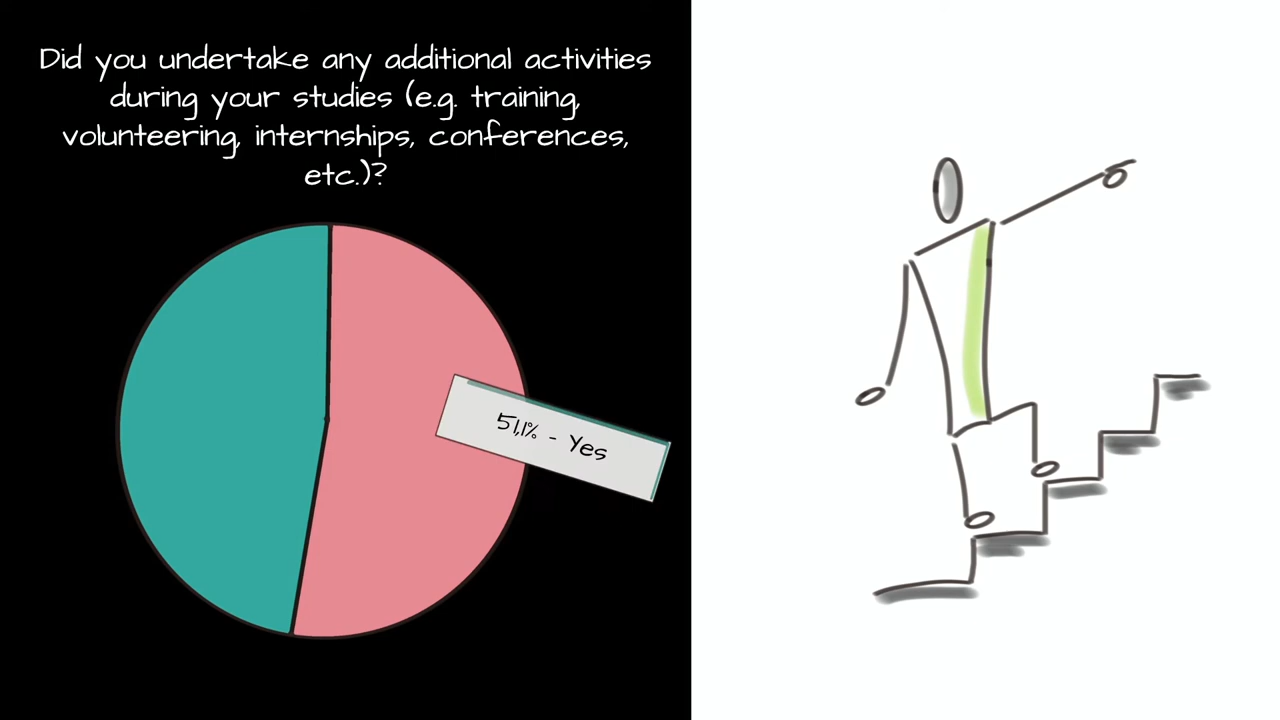 Did you undertake any additional activities
during your studies (e.g. training,
volunteering, internships, conferences,
etc.)?
51,1% - Yes